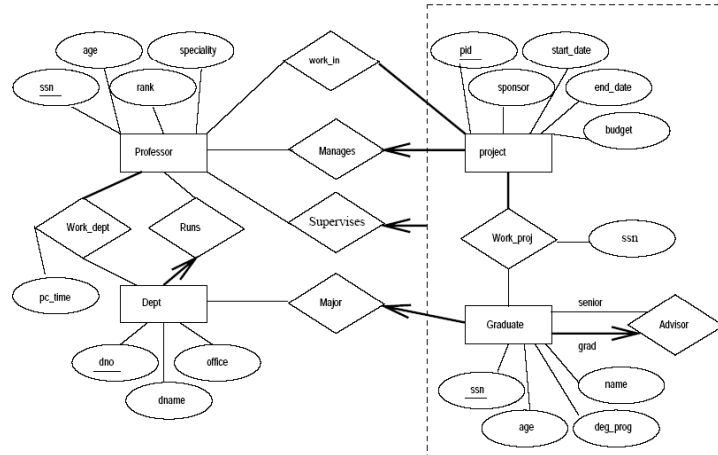 age
speciality
ssn
rank
Professor
work_in
pid
start_date
sponsor
end_date
budget
project
Manages
Supervises
Work_dept
Runs
Work_proj
ssn
pc_time
Dept
Major
Graduate
senior
grad
Advisor
dno
office
dname
ssn
name
age
deg_prog